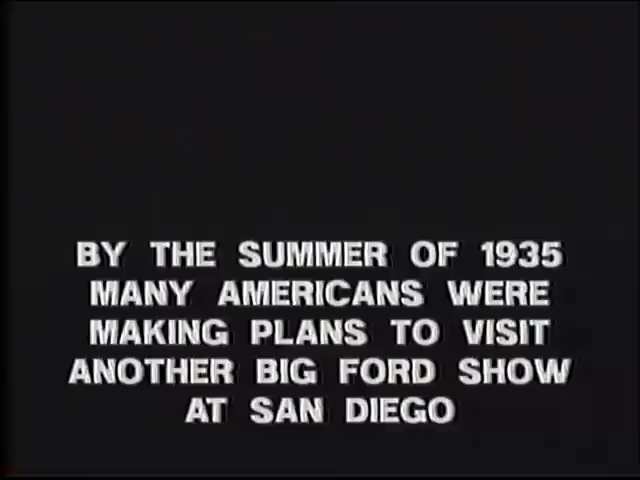 BY THE SUMMER OF 1935
MANY AMERICANS WERE
MAKING PLANS TO VISIT
ANOTHER BIG FORD SHOW
AT SAN DIEGO